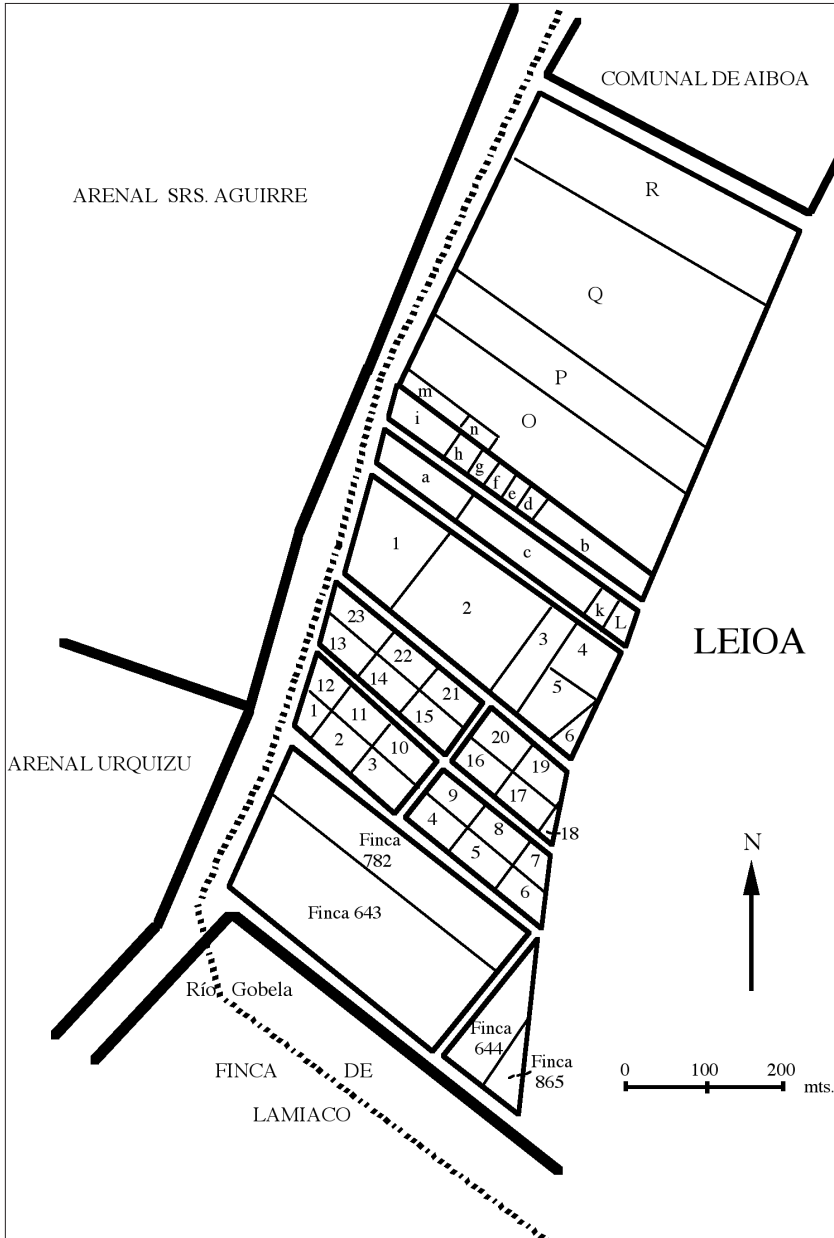 COMUNAL DE AIBOA
ARENAL SRS. AGUIRRE
R
Q
P
m
O
i
n
h
g
f
e
d
a
b
c
1
2
k
L
3
4
LEIOA
23
13
22
14
21
15
5
6
12
1
11
2
10
3
20
16
19
17
18
ARENAL URQUIZU
9
4
8
5
7
6
Finca
782
N
Finca 643
Río Gobela
Finca
644
FINCA DE
Finca
865
0 100 200
mts.
LAMIACO